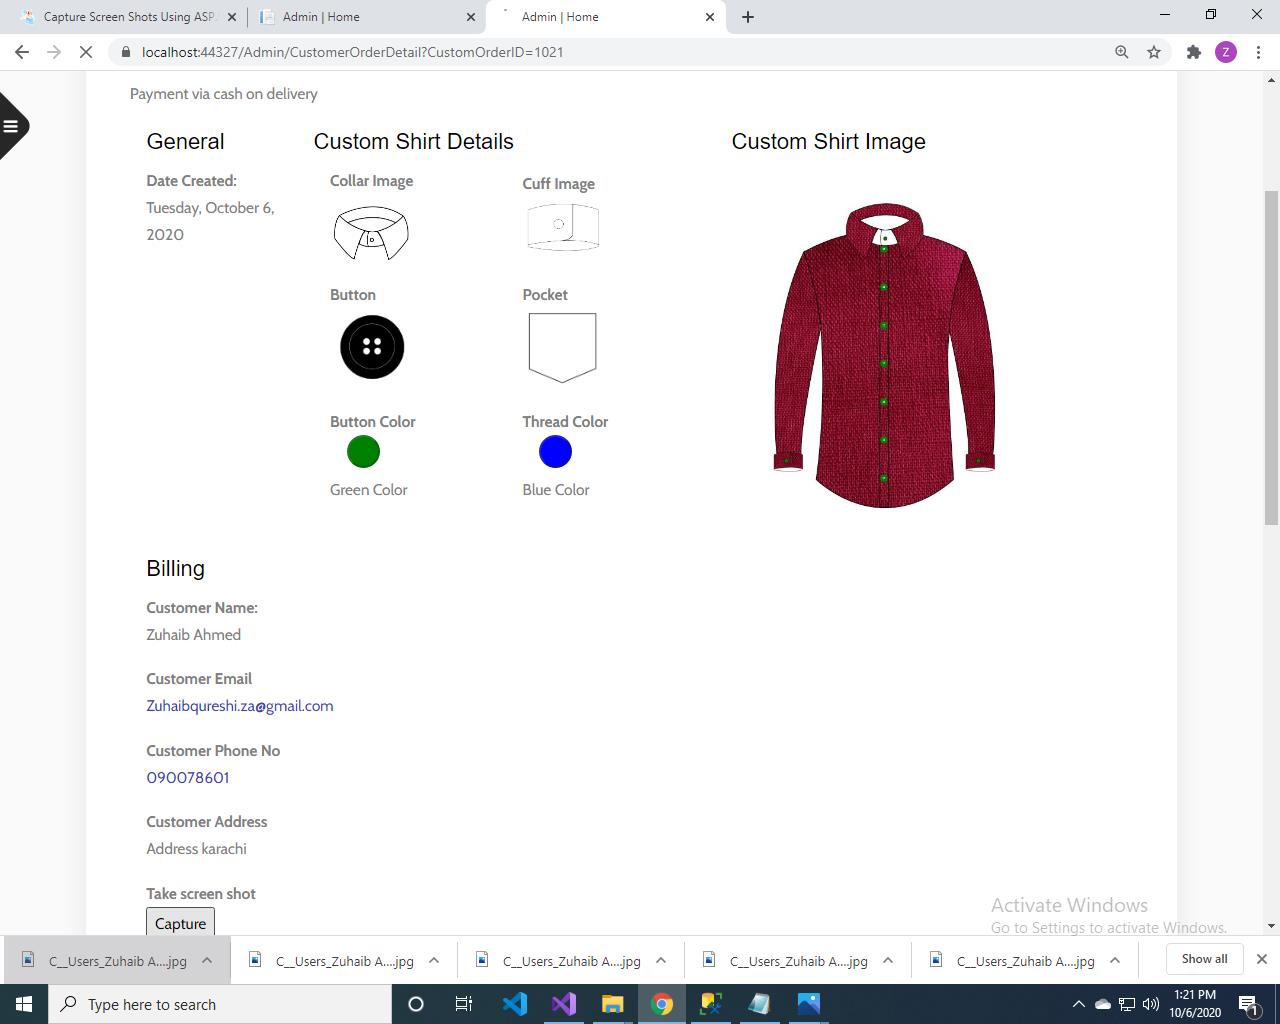 Capture Screen Shots Using ASP.
Admin | Home
Admin | Home
localhost:44327/Admin/CustomerOrderDetail?CustomOrderID=1021
Z
Payment via cash on delivery
General
Custom Shirt Details
Custom Shirt Image
Date Created:
Tuesday, October 6,
2020
Collar Image
Cuff Image
Button
Pocket
Button Color
Thread Color
Green Color
Blue Color
Billing
Customer Name:
Zuhaib Ahmed
Customer Email
Zuhaibqureshi.za@gmail.com
Customer Phone No
090078601
Customer Address
Address karachi
Take screen shot
Capture
Activate Windows
Go to Settings to activate Windows.
C__Users_Zuhaib A....jpg
C__Users_Zuhaib A....jpg
C__Users_Zuhaib A....jpg
C__Users_Zuhaib A....jpg
C__Users_Zuhaib A....jpg
Show all
Type here to search
1:21 PM
10/6/2020
1